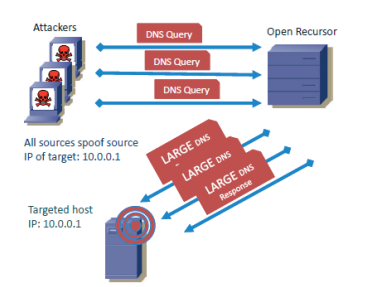 Attackers
Open Recursor
DNS Query
DNS Query
DNS Query
All sources spoof source
IP of target: 10.0.0.1
LARGE DNS
LARGE DNS
LARGE DNS
Response
Targeted host
IP: 10.0.0.1